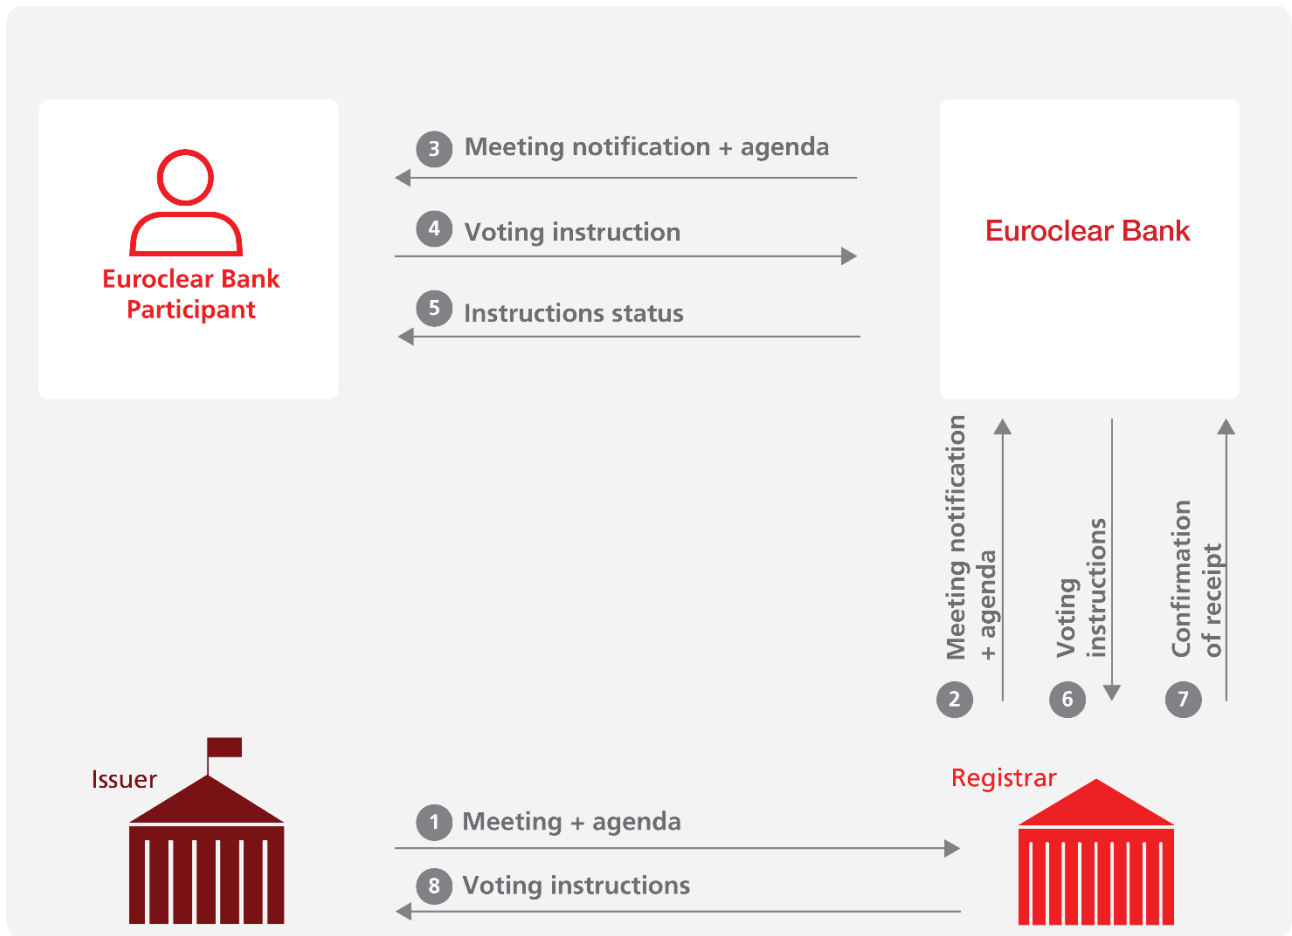 3 Meeting notification + agenda
4 Voting instruction
5 Instructions status
Euroclear Bank
Participant
Euroclear Bank
Meeting notification
+ agenda
2
Voting
instructions
6
Confirmation
of receipt
7
Issuer
Registrar
1 Meeting + agenda
8 Voting instructions